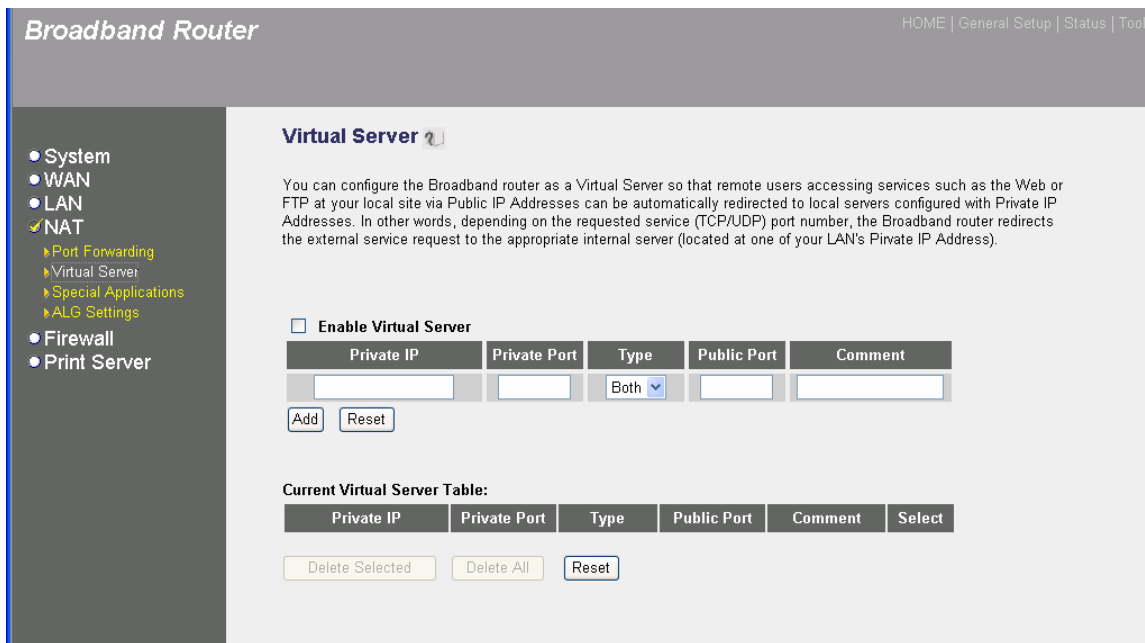 Broadband Router
HOME | General Setup | Status | Tool
System
WAN
LAN
NAT
Port Forwarding
Virtual Server
Special Applications
ALG Settings
Firewall
Print Server
Virtual Server
You can configure the Broadband router as a Virtual Server so that remote users accessing services such as the Web or
FTP at your local site via Public IP Addresses can be automatically redirected to local servers configured with Private IP
Addresses. In other words, depending on the requested service (TCP/UDP) port number, the Broadband router redirects
the external service request to the appropriate internal server (located at one of your LAN's Private IP Address).
Enable Virtual Server
Private IP Private Port Type Public Port Comment
Both
Add Reset
Current Virtual Server Table:
Private IP Private Port Type Public Port Comment Select
Delete Selected Delete All Reset